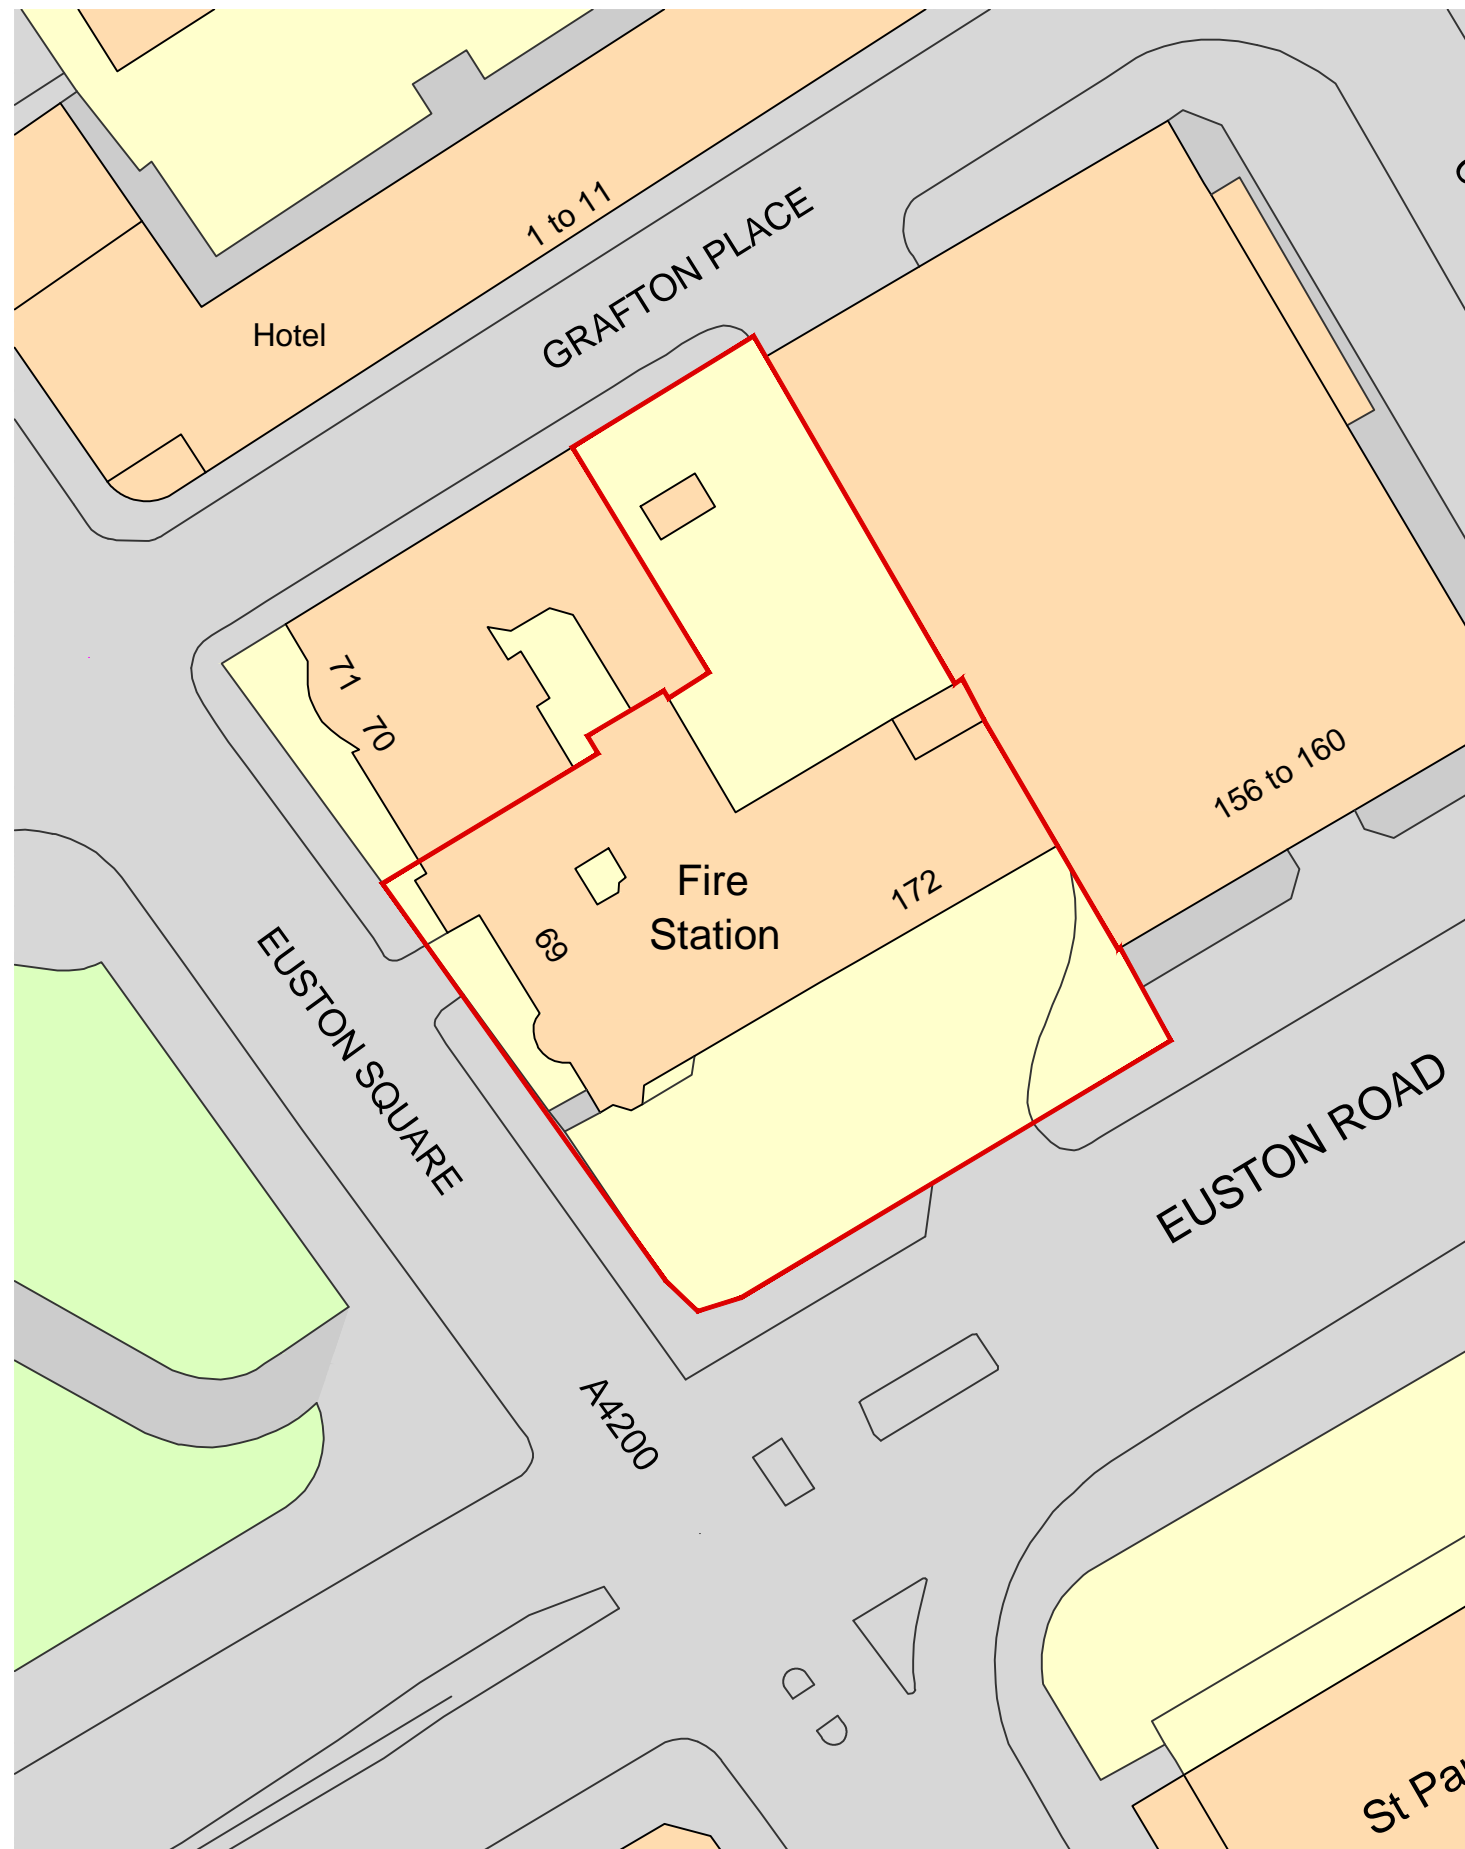 1 to 11
GRAFTON PLACE
Hotel
71
70
156 to 160
Fire
Station
172
69
EUSTON SQUARE
EUSTON ROAD
A4200
St